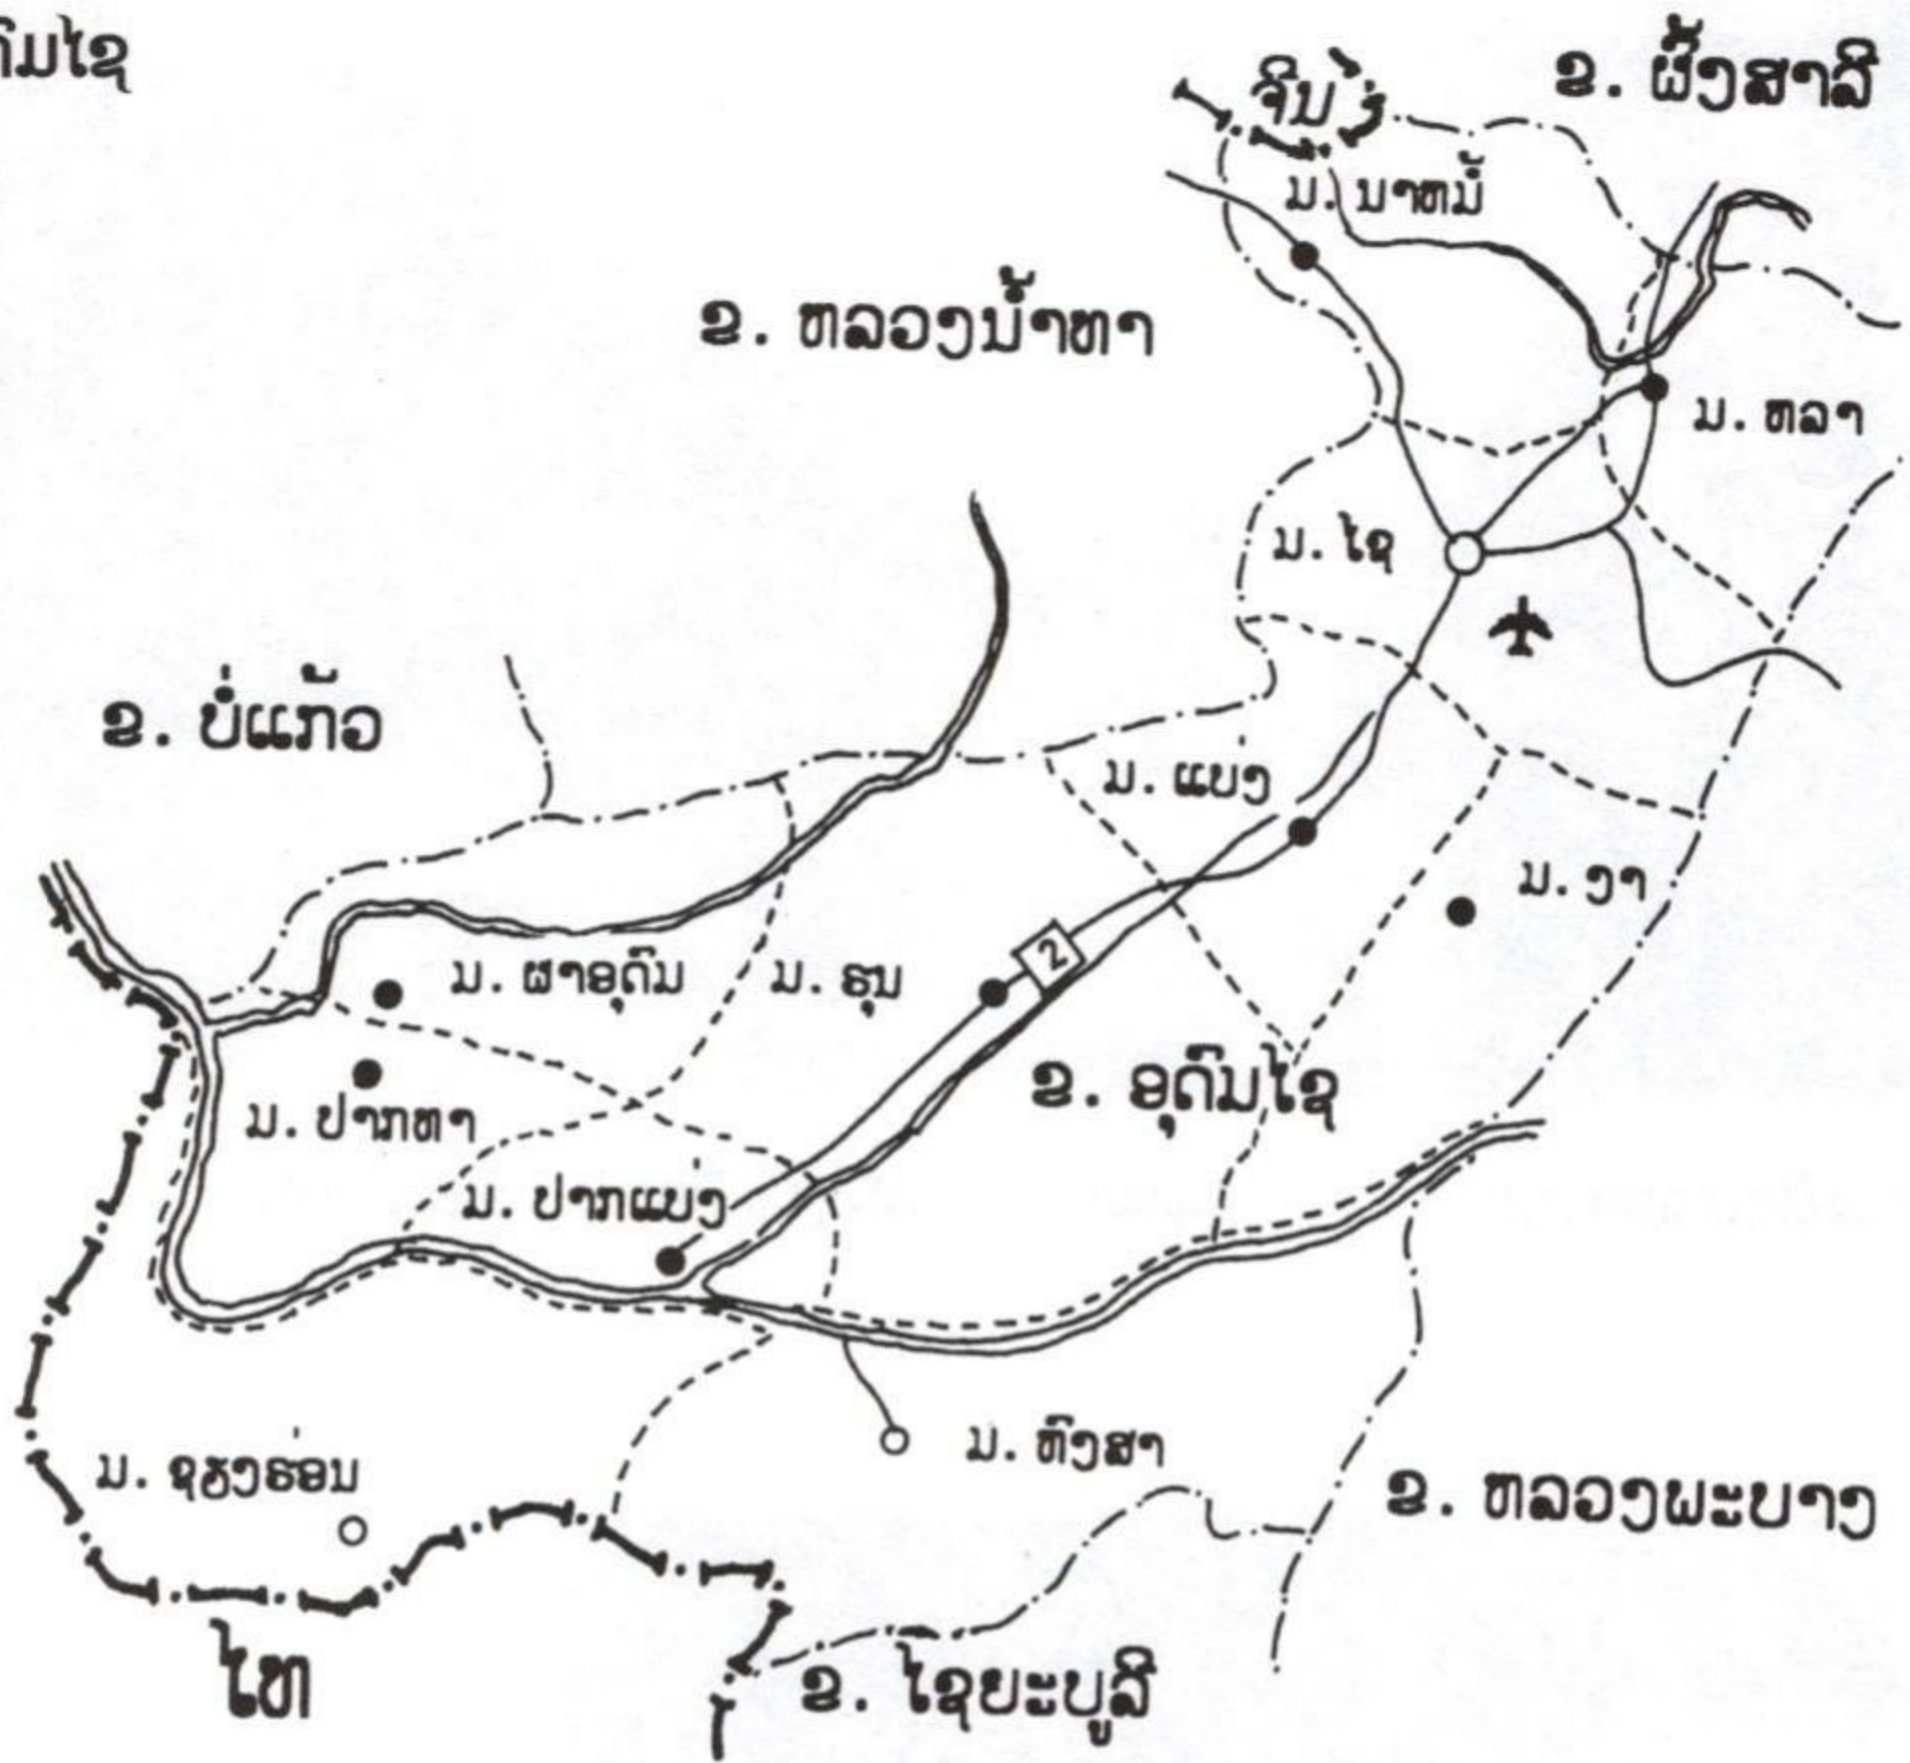 ຈີນ
ຂ. ຜົ້ງສາລີ
ມ. ນາຫມໍ້
ຂ. ຫລວງນ້ຳທາ
ມ. ຫລາ
ມ. ໄຊ
ຂ. ບໍ່ແກ້ວ
ມ. ແບ່ງ
ມ. ງາ
2
ມ. ຜາອຸດົມ
ມ. ຮຸນ
ຂ. ອຸດົມໄຊ
ມ. ປາກທາ
ມ. ປາກແບ່ງ
ມ. ຊຽງຮ່ອນ
ມ. ຫົງສາ
ຂ. ຫລວງພະບາງ
ໄທ
ຂ. ໄຊຍະບູລີ